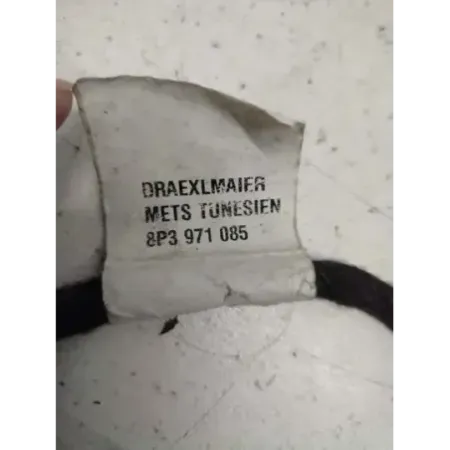 DRAEXLMAIER
METS TUNESIEN
8P3 971 085